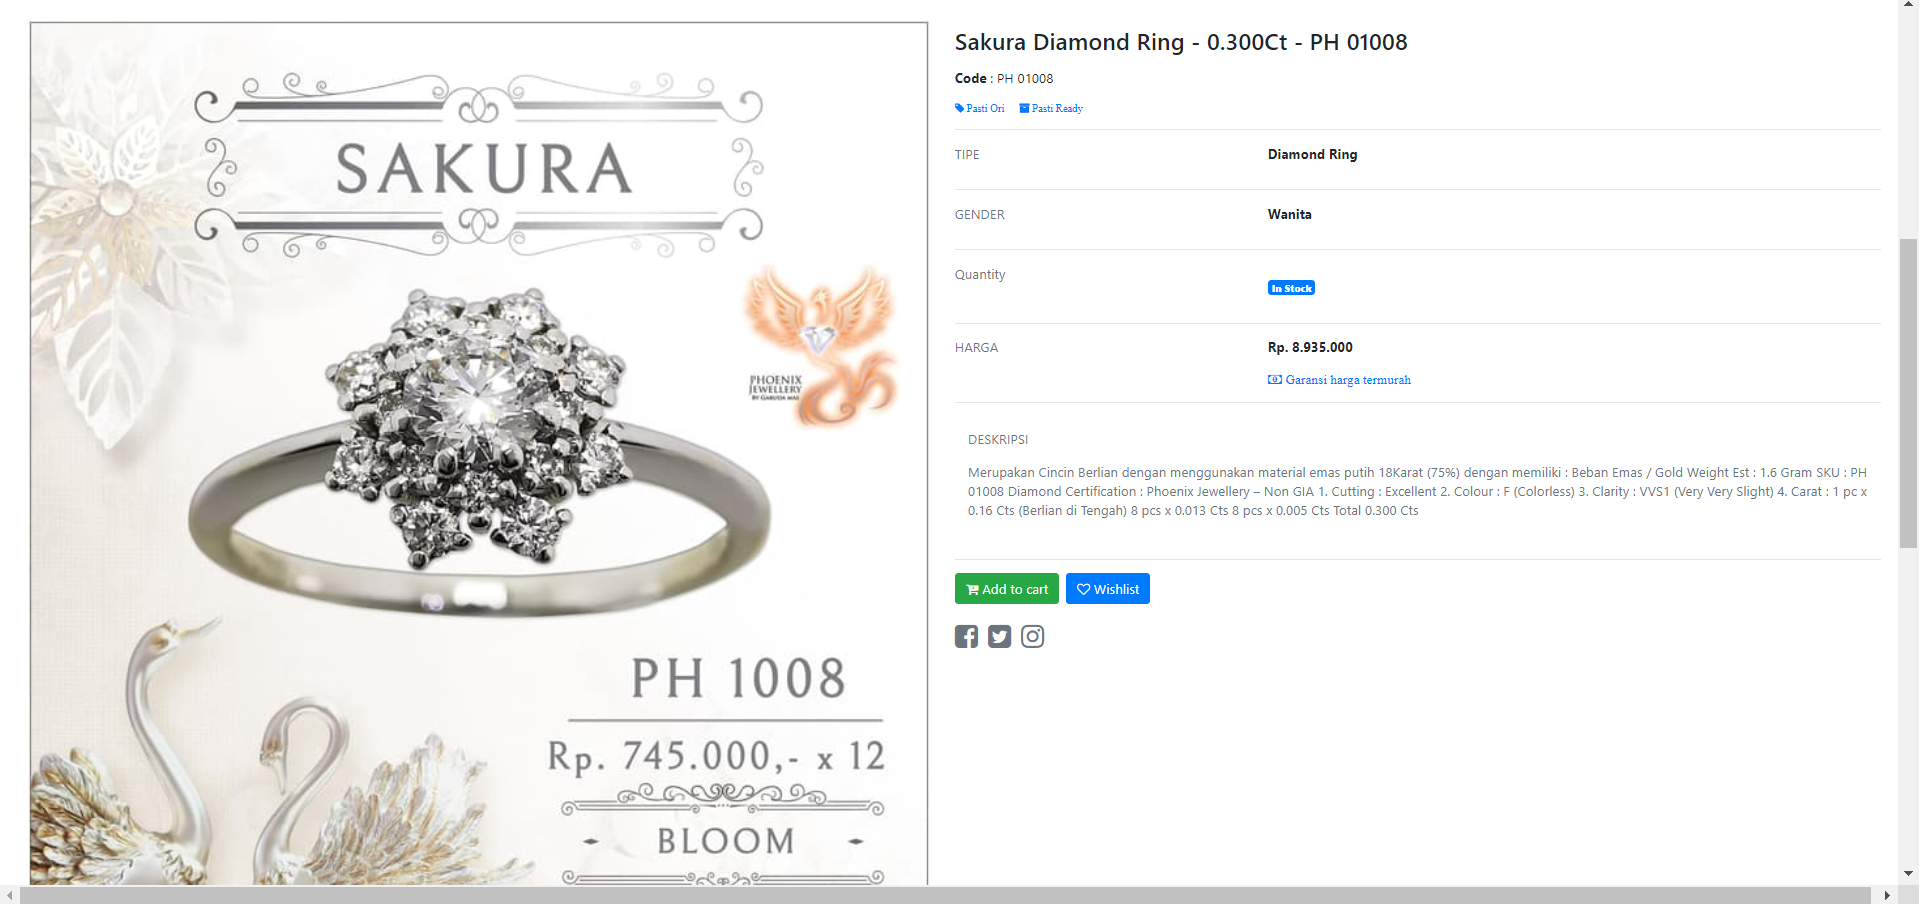 SAKURA
PHOENIX
JEWELLERY
BY GARUDA MAS
PH 1008
Rp. 745.000,- x 12
BLOOM
Sakura Diamond Ring - 0.300Ct - PH 01008
Code : PH 01008
Pasti Ori Pasti Ready
TIPE Diamond Ring
GENDER Wanita
Quantity
In Stock
HARGA Rp. 8.935.000
Garansi harga termurah
DESKRIPSI
Merupakan Cincin Berlian dengan menggunakan material emas putih 18Karat (75%) dengan memiliki : Beban Emas / Gold Weight Est : 1.6 Gram SKU : PH
01008 Diamond Certification : Phoenix Jewellery – Non GIA 1. Cutting : Excellent 2. Colour : F (Colorless) 3. Clarity : VVS1 (Very Very Slight) 4. Carat : 1 pc x
0.16 Cts (Berlian di Tengah) 8 pcs x 0.013 Cts 8 pcs x 0.005 Cts Total 0.300 Cts
Add to cart Wishlist